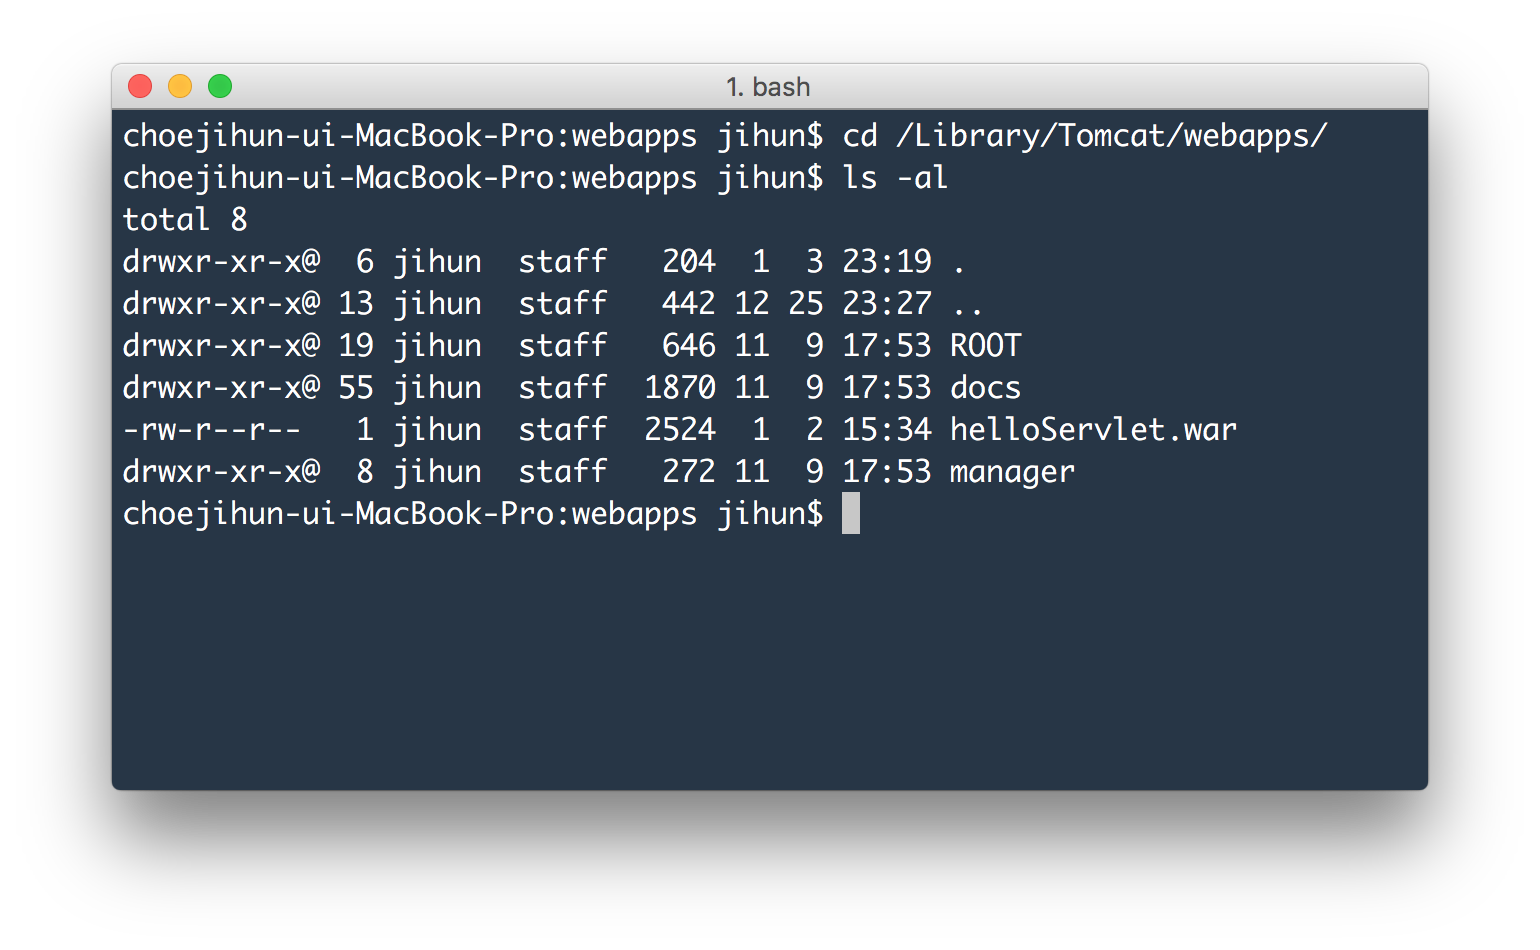 1. bash
choejihun-ui-MacBook-Pro:webapps jihun$ cd /Library/Tomcat/webapps/
choejihun-ui-MacBook-Pro:webapps jihun$ ls -al
total 8
drwxr-xr-x@  6 jihun  staff   204  1  3 23:19 .
drwxr-xr-x@ 13 jihun  staff   442 12 25 23:27 ..
drwxr-xr-x@ 19 jihun  staff   646 11  9 17:53 ROOT
drwxr-xr-x@ 55 jihun  staff  1870 11  9 17:53 docs
-rw-r--r--   1 jihun  staff  2524  1  2 15:34 helloServlet.war
drwxr-xr-x@  8 jihun  staff   272 11  9 17:53 manager
choejihun-ui-MacBook-Pro:webapps jihun$